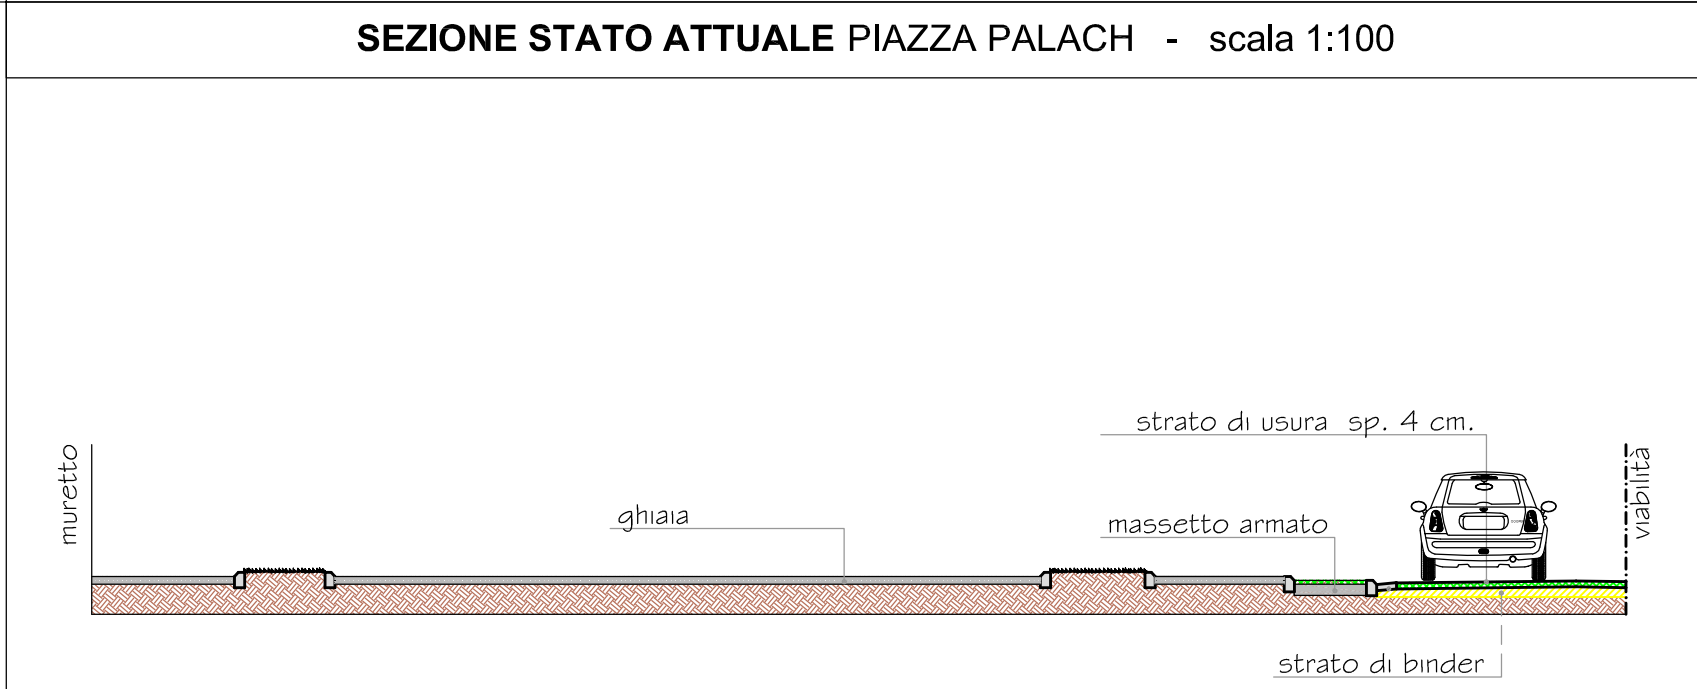 SEZIONE STATO ATTUALE PIAZZA PALACH - scala 1:100
strato di usura sp. 4 cm.
muretto
viabilità
ghiaia
massetto armato
strato di binder